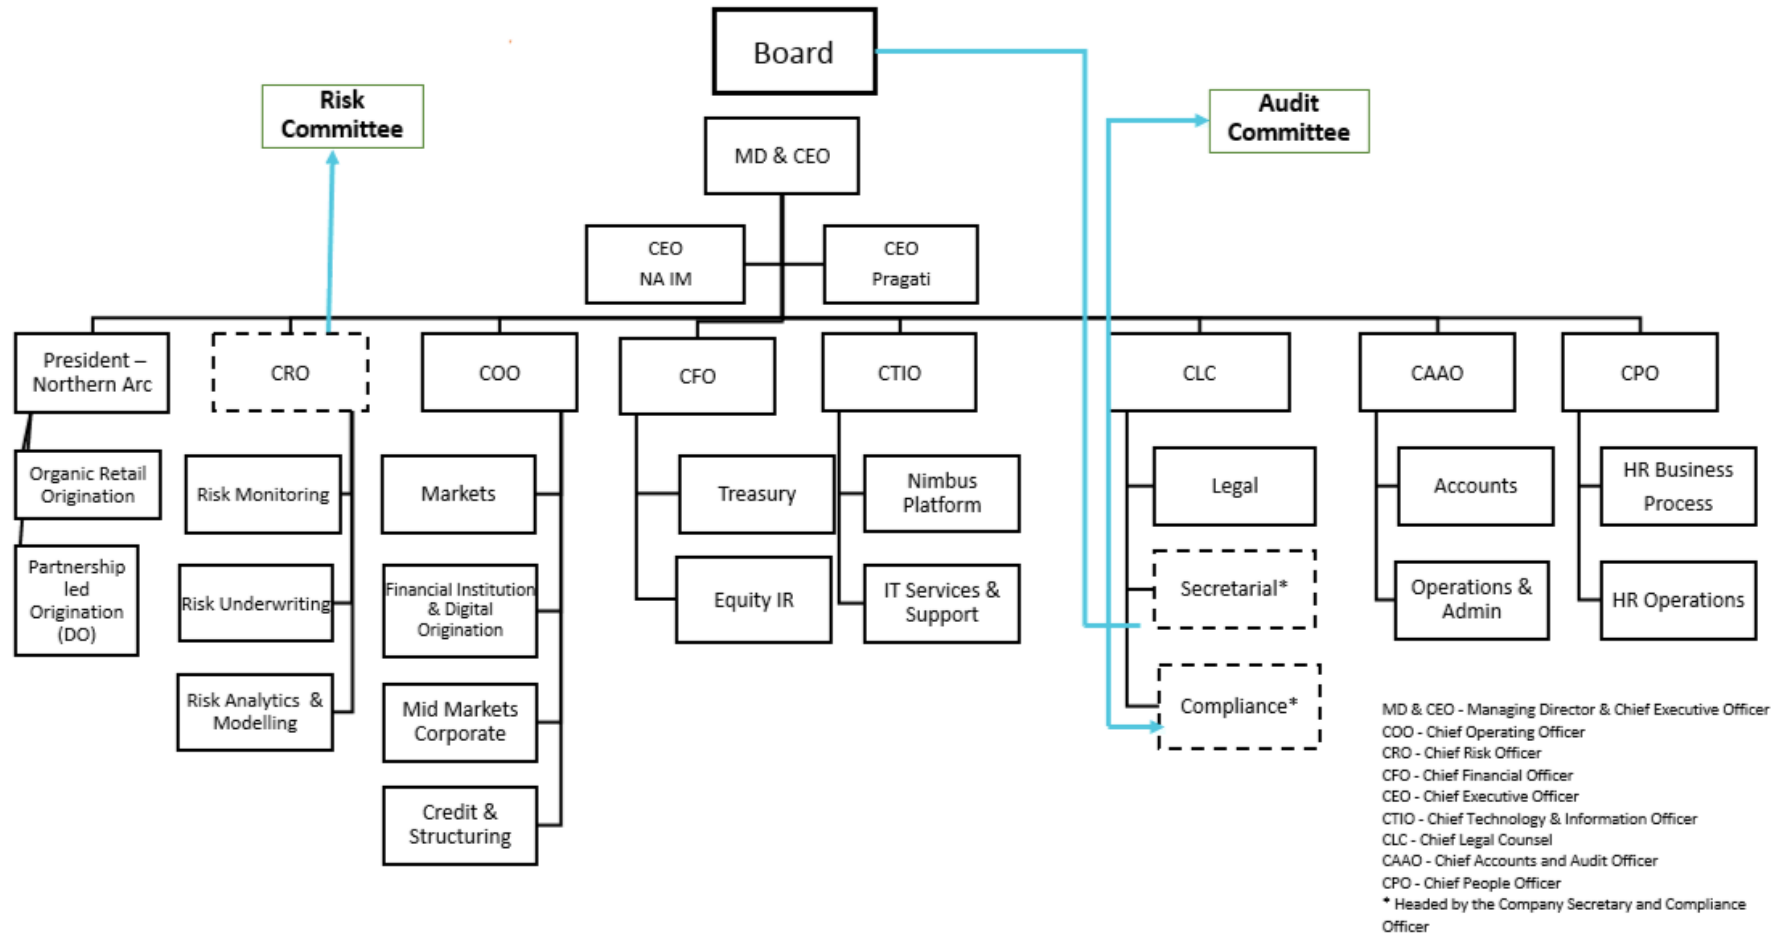 Board
Risk
Committee
Audit
Committee
MD & CEO
CEO
NA IM
CEO
Pragati
President –
Northern Arc
CRO
COO
CFO
CTIO
CLC
CAAO
CPO
Organic Retail
Origination
Partnership
led
Origination
(DO)
Risk Monitoring
Risk Underwriting
Risk Analytics &
Modelling
Markets
Financial Institution
& Digital
Origination
Mid Markets
Corporate
Credit &
Structuring
Treasury
Equity IR
Nimbus
Platform
IT Services &
Support
Legal
Secretarial*
Compliance*
Accounts
Operations &
Admin
HR Business
Process
HR Operations
MD & CEO - Managing Director & Chief Executive Officer
COO - Chief Operating Officer
CRO - Chief Risk Officer
CFO - Chief Financial Officer
CEO - Chief Executive Officer
CTIO - Chief Technology & Information Officer
CLC - Chief Legal Counsel
CAAO - Chief Accounts and Audit Officer
CPO - Chief People Officer
* Headed by the Company Secretary and Compliance
Officer